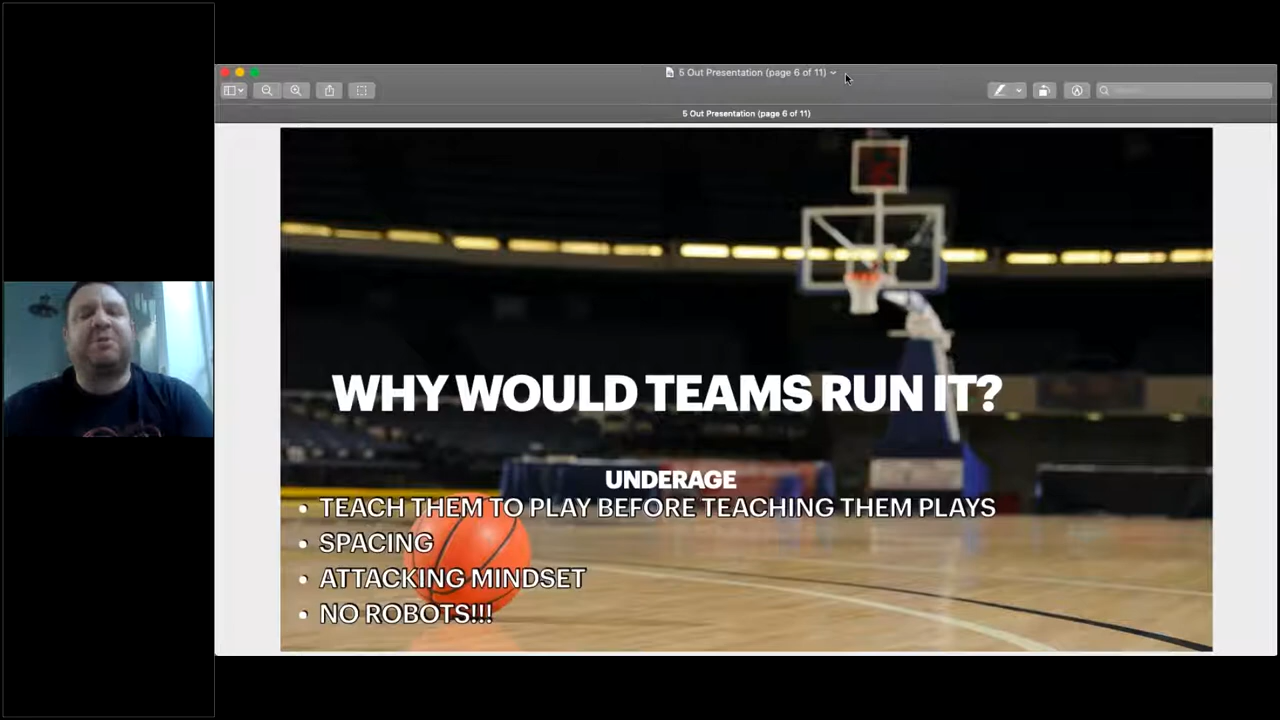 5 Out Presentation (page 6 of 11)
5 Out Presentation (page 6 of 11)
WHY WOULD TEAMS RUN IT?
UNDERAGE
• TEACH THEM TO PLAY BEFORE TEACHING THEM PLAYS
• SPACING
• ATTACKING MINDSET
• NO ROBOTS!!!